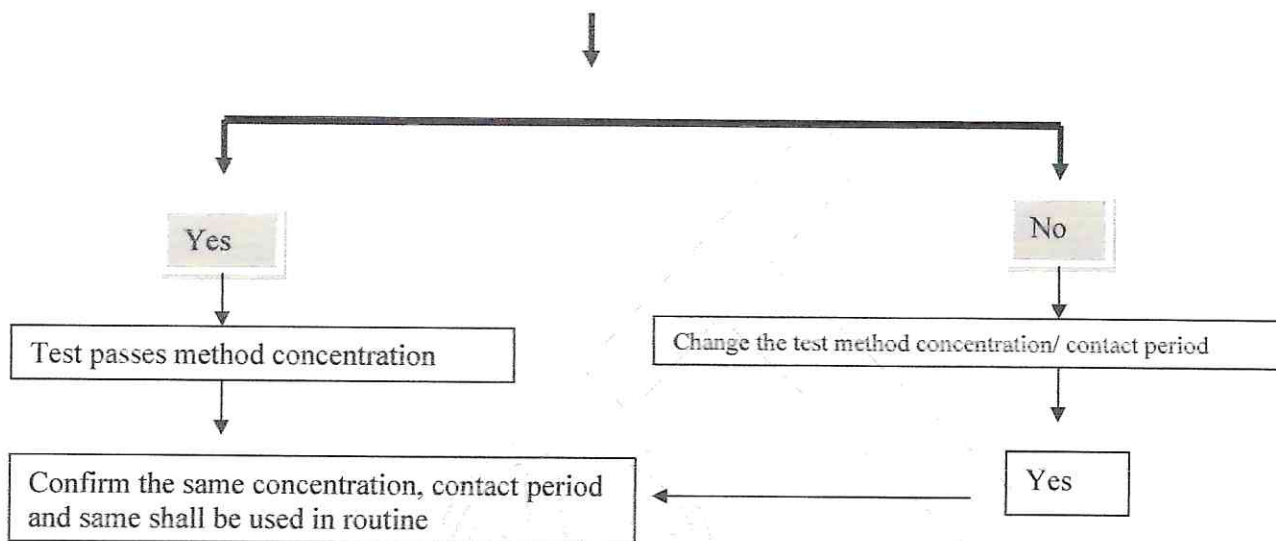 Yes
No
Test passes method concentration
Change the test method concentration/ contact period
Confirm the same concentration, contact period
and same shall be used in routine
Yes